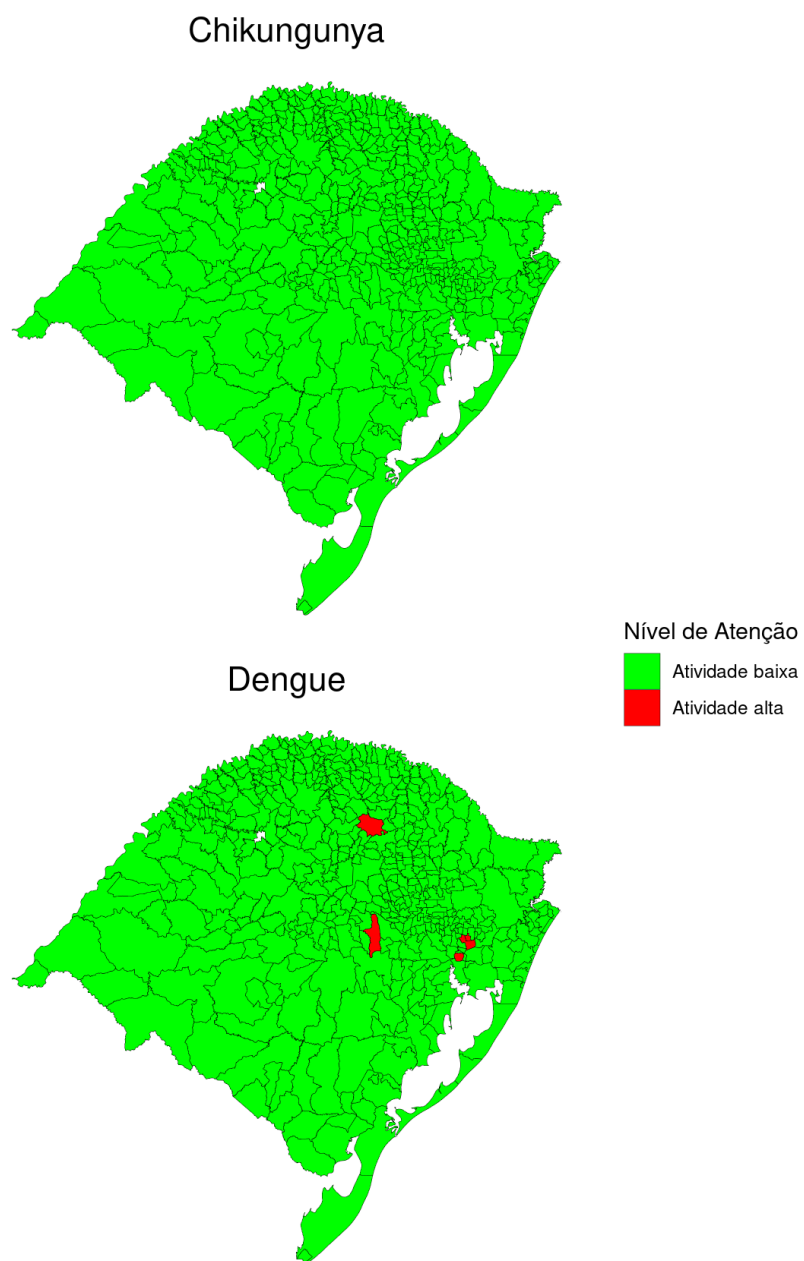 Chikungunya
Nível de Atenção
Atividade baixa
Atividade alta
Dengue